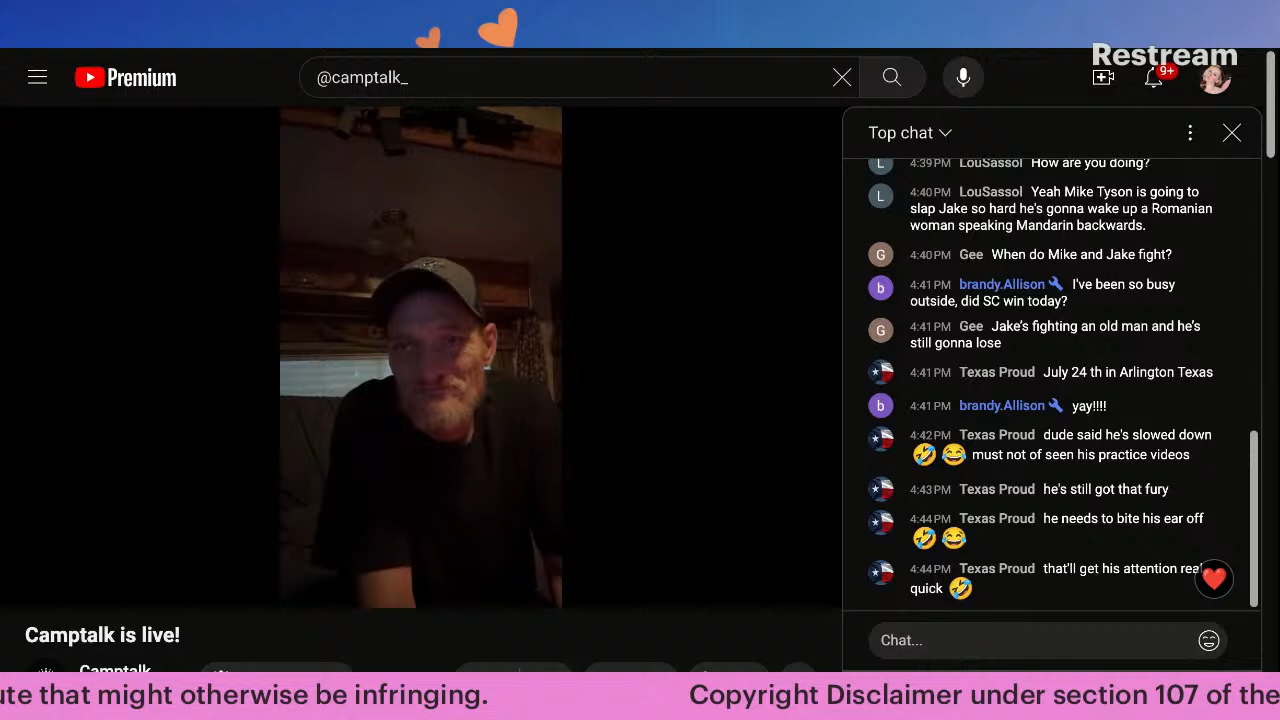 Restream
Premium
@camptalk_
9+
Top chat
L
4:39 PM LouSassol How are you doing?
L
4:40 PM LouSassol Yeah Mike Tyson is going to
slap Jake so hard he's gonna wake up a Romanian
woman speaking Mandarin backwards.
G
4:40 PM Gee When do Mike and Jake fight?
b
4:41 PM brandy.Allison I've been so busy
outside, did SC win today?
G
4:41 PM Gee Jake's fighting an old man and he's
still gonna lose
4:41 PM Texas Proud July 24 th in Arlington Texas
b
4:41 PM brandy.Allison yay!!!!
4:42 PM Texas Proud dude said he's slowed down
🤣 😂 must not of seen his practice videos
4:43 PM Texas Proud he's still got that fury
4:44 PM Texas Proud he needs to bite his ear off
🤣 😂
4:44 PM Texas Proud that'll get his attention real
quick 🤣
Chat...
Camptalk is live!
Camptalk
ute that might otherwise be infringing. Copyright Disclaimer under section 107 of the